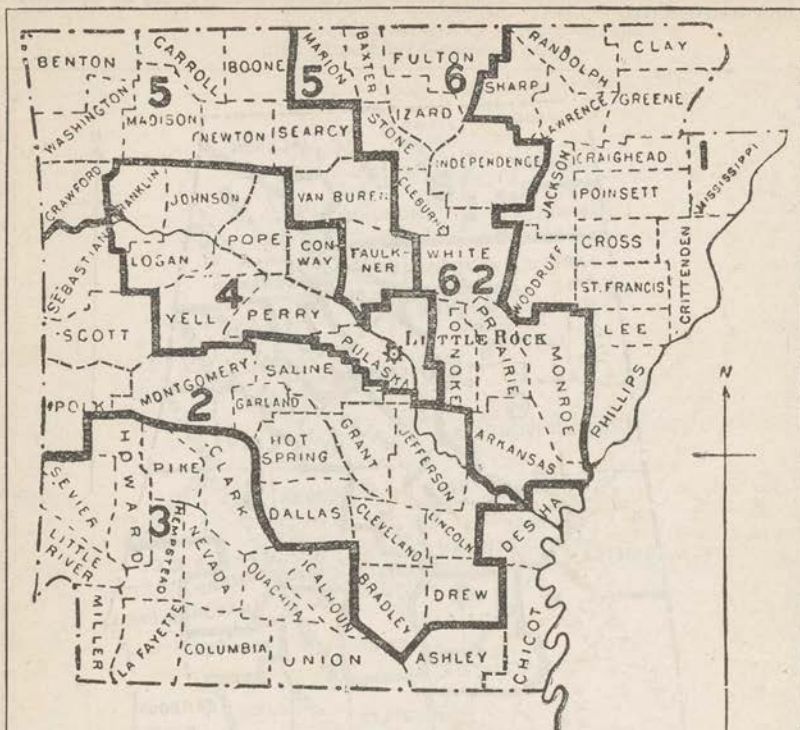 BENTON
CARROLL
BOONE
MARION
BAXTER
FULTON
RANDOLPH
CLAY
5
5
6
SHARP
WASHINGTON
MADISON
NEWTON
SEARCY
STONE
IZARD
LAWRENCE
GREENE
INDEPENDENCE
JACKSON
CRAIGHEAD
1
MISSISSIPPI
CRAWFORD
FRANKLIN
JOHNSON
VAN BUREN
CLEBURNE
POINSETT
POPE
CON-
WAY
FAULK-
NER
WHITE
WOODRUFF
CROSS
CRITTENDEN
SEBASTIAN
LOGAN
ST. FRANCIS
4
6 2
SCOTT
YELL
PERRY
PULASKI
LITTLE ROCK
LONOKE
PRAIRIE
MONROE
LEE
PHILLIPS
N
POLK
MONTGOMERY
SALINE
GARLAND
2
HOT
SPRING
GRANT
JEFFERSON
ARKANSAS
HOWARD
PIKE
CLARK
SEVIER
DALLAS
CLEVELAND
LINCOLN
DESHA
3
HEMPSTEAD
NEVADA
LITTLE
RIVER
OUACHITA
CALHOUN
BRADLEY
DREW
MILLER
LA FAYETTE
COLUMBIA
UNION
ASHLEY
CHICOT